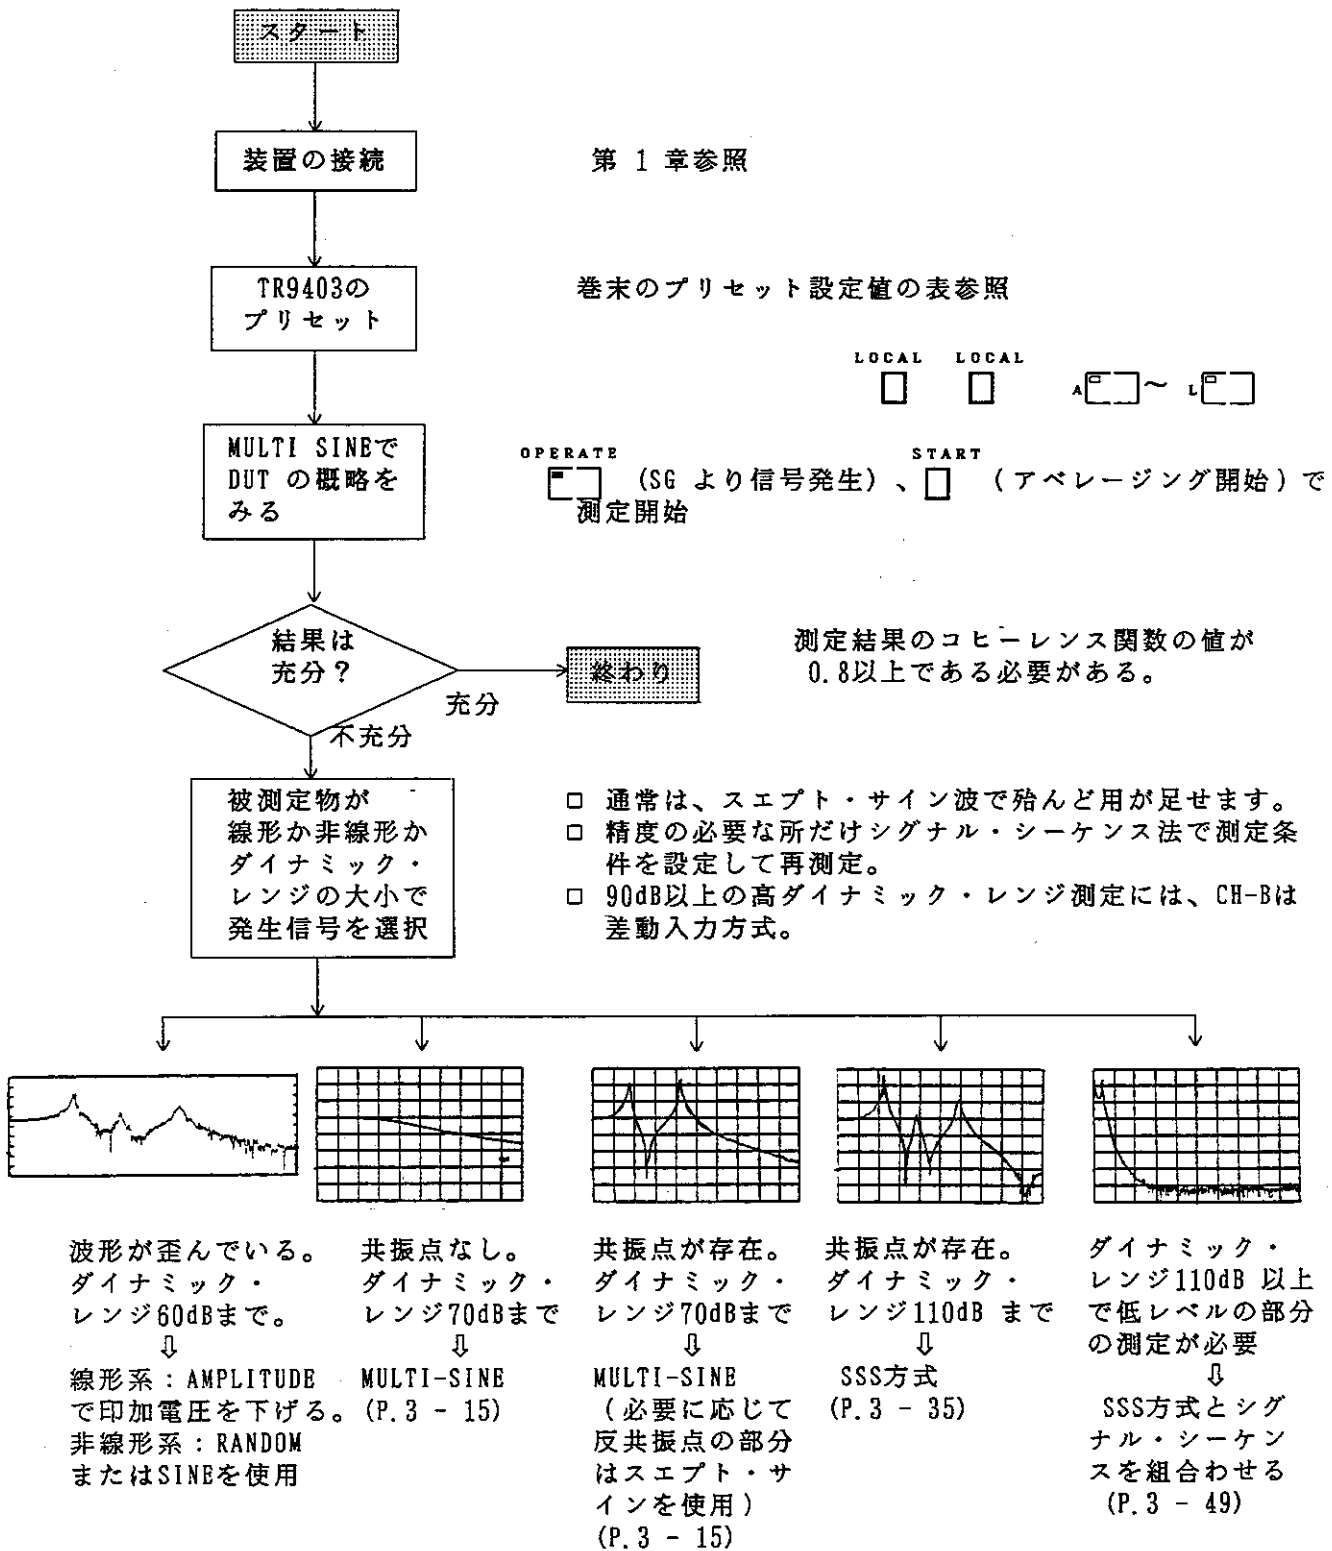 スタート
装置の接続
第 1 章参照
TR9403の
プリセット
巻末のプリセット設定値の表参照
LOCAL LOCAL
A ～ L
MULTI SINEで
DUT の概略を
みる
OPERATE START
(SG より信号発生)、 (アベレージング開始)で
測定開始
結果は
充分？
充分
終わり
不充分
測定結果のコヒーレンス関数の値が
0.8以上である必要がある。
被測定物が
線形か非線形か
ダイナミック・
レンジの大小で
発生信号を選択
□ 通常は、スエプト・サイン波で殆んど用が足せます。
□ 精度の必要な所だけシグナル・シーケンス法で測定条
件を設定して再測定。
□ 90dB以上の高ダイナミック・レンジ測定には、CH-Bは
差動入力方式。
波形が歪んでいる。
ダイナミック・
レンジ60dBまで。
⇩
線形系：AMPLITUDE
で印加電圧を下げる。
非線形系：RANDOM
またはSINEを使用
共振点なし。
ダイナミック・
レンジ70dBまで
⇩
MULTI-SINE
(P.3 - 15)
共振点が存在。
ダイナミック・
レンジ70dBまで
⇩
MULTI-SINE
(必要に応じて
反共振点の部分
はスエプト・サ
インを使用)
(P.3 - 15)
共振点が存在。
ダイナミック・
レンジ110dB まで
⇩
SSS方式
(P.3 - 35)
ダイナミック・
レンジ110dB 以上
で低レベルの部分
の測定が必要
⇩
SSS方式とシグ
ナル・シーケン
スを組合わせる
(P.3 - 49)